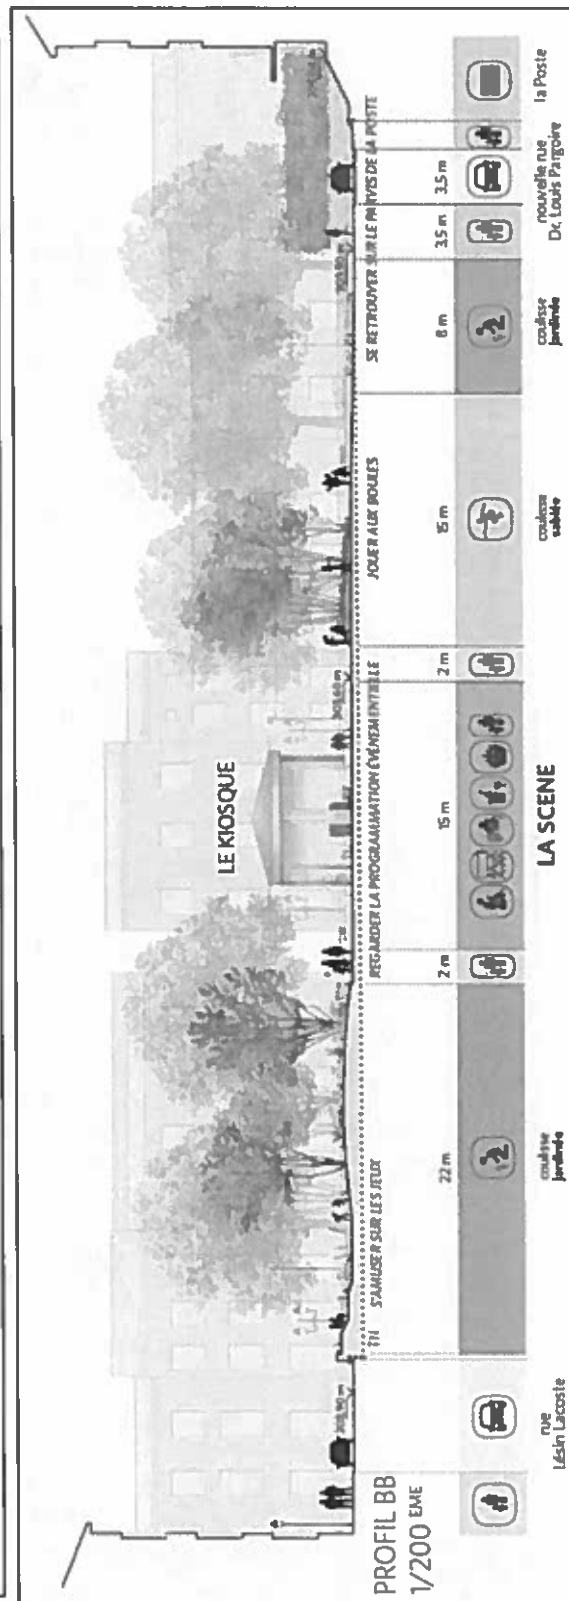 PROFIL BB
1/200 EME
LE KIOSQUE
TN
S'AMUSER SUR LES JEUX
REGARDER LA PROGRAMMATION ÉVÉNEMENTIELLE
JOUER AUX BOULES
SE RETROUVER SUR LE PARVIS DE LA POSTE
22 m
2 m
15 m
2 m
15 m
8 m
3.5 m
3.5 m
rue
Lésin Lacoste
coulisse
jardinée
LA SCENE
coulisse
sablée
coulisse
jardinée
nouvelle rue
Dr. Louis Pargoire
la Poste